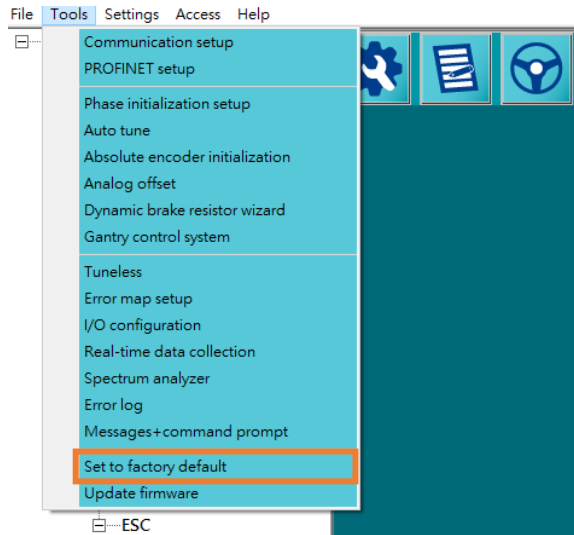 File Tools Settings Access Help
Communication setup
PROFINET setup
Phase initialization setup
Auto tune
Absolute encoder initialization
Analog offset
Dynamic brake resistor wizard
Gantry control system
Tuneless
Error map setup
I/O configuration
Real-time data collection
Spectrum analyzer
Error log
Messages+command prompt
Set to factory default
Update firmware
ESC